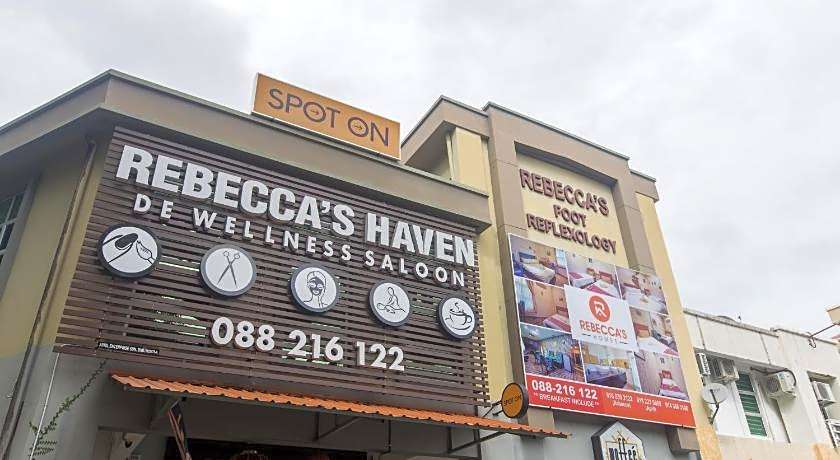 SPOT ON
REBECCA'S HAVEN
DE WELLNESS SALOON
088 216 122
REBECCA'S
FOOT
REFLEXOLOGY
REBECCA'S
HOMES
088-216 122
** BREAKFAST INCLUDE **
SPOT ON